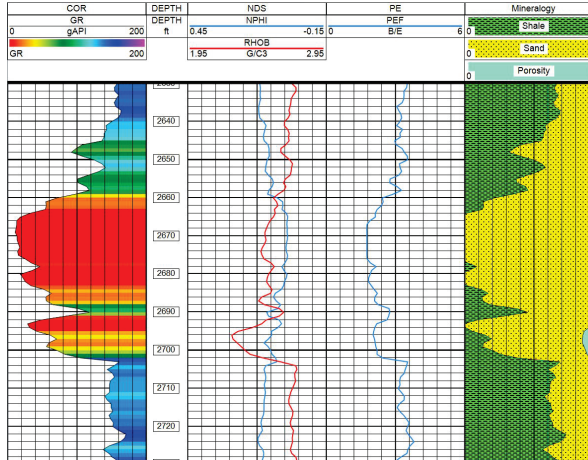 COR DEPTH NDS PE Mineralogy
GR DEPTH NPHI PEF Shale
0 gAPI 200 ft 0.45 -0.15 0 B/E 6 0
RHOB Sand
GR 200 1.95 G/C3 2.95 0
Porosity
0
2640
2650
2660
2670
2680
2690
2700
2710
2720